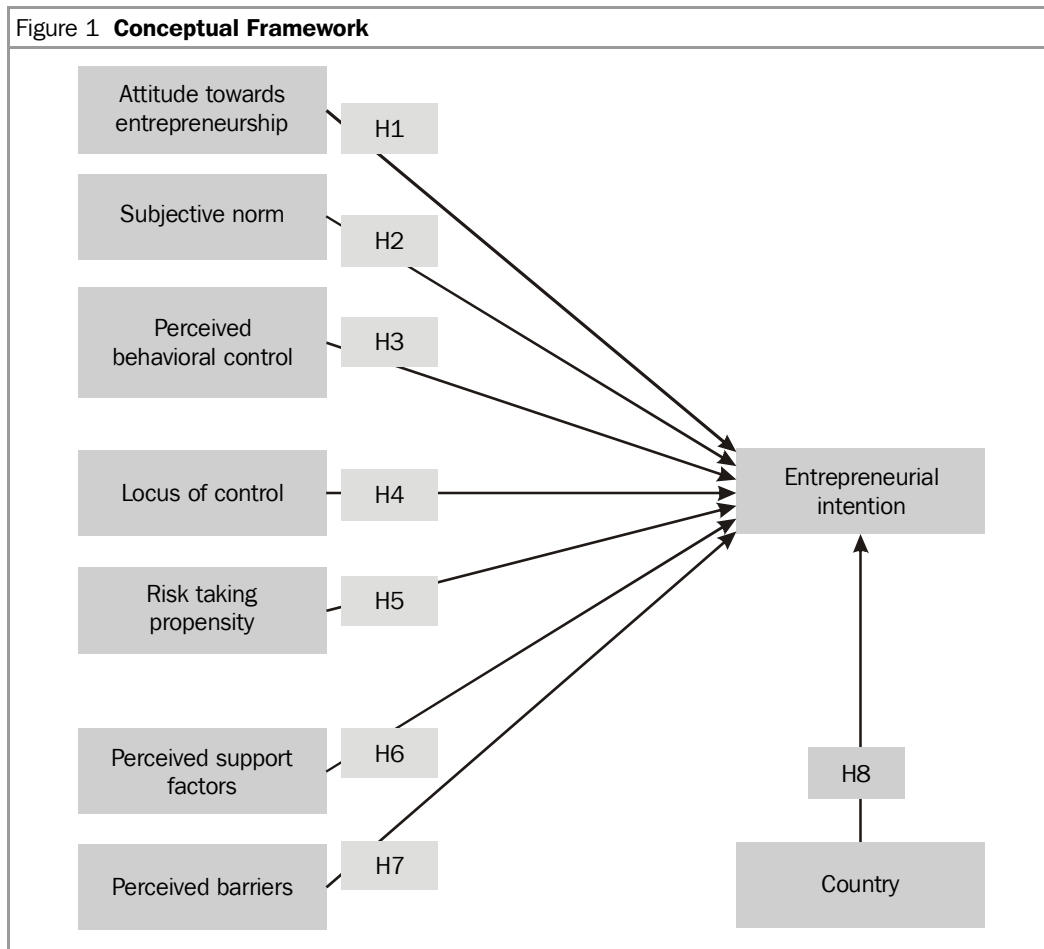 Figure 1 Conceptual Framework
Attitude towards
entrepreneurship
H1
Subjective norm
H2
Perceived
behavioral control
H3
Locus of control
H4
Risk taking
propensity
H5
Perceived support
factors
H6
Perceived barriers
H7
Entrepreneurial
intention
H8
Country